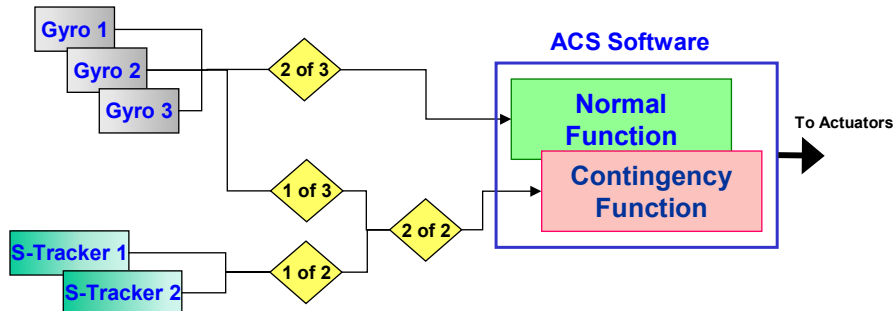 Gyro 1
Gyro 2
Gyro 3
2 of 3
ACS Software
Normal
Function
To Actuators
1 of 3
2 of 2
Contingency
Function
S-Tracker 1
S-Tracker 2
1 of 2